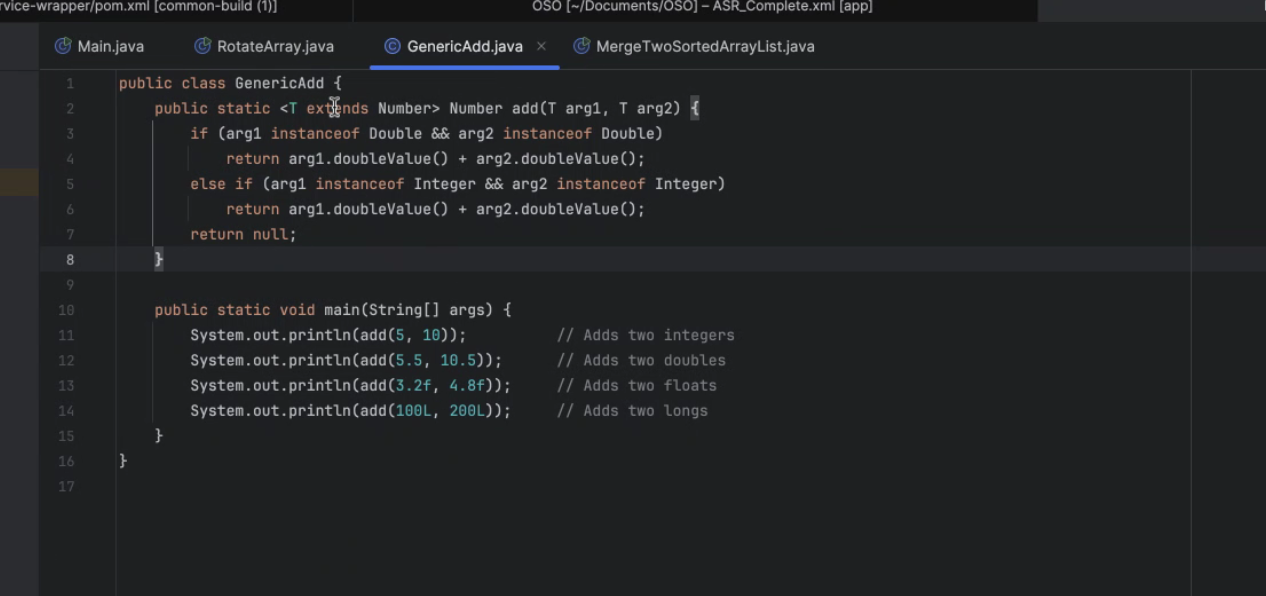 rvice-wrapper/pom.xml [common-build (1)]
OSO [~/Documents/OSO] – ASR_Complete.xml [app]
Main.java
RotateArray.java
GenericAdd.java
MergeTwoSortedArrayList.java
1 public class GenericAdd {
2 public static <T extends Number> Number add(T arg1, T arg2) {
3 if (arg1 instanceof Double && arg2 instanceof Double)
4 return arg1.doubleValue() + arg2.doubleValue();
5 else if (arg1 instanceof Integer && arg2 instanceof Integer)
6 return arg1.doubleValue() + arg2.doubleValue();
7 return null;
8 }
9
10 public static void main(String[] args) {
11 System.out.println(add(5, 10)); // Adds two integers
12 System.out.println(add(5.5, 10.5)); // Adds two doubles
13 System.out.println(add(3.2f, 4.8f)); // Adds two floats
14 System.out.println(add(100L, 200L)); // Adds two longs
15 }
16 }
17